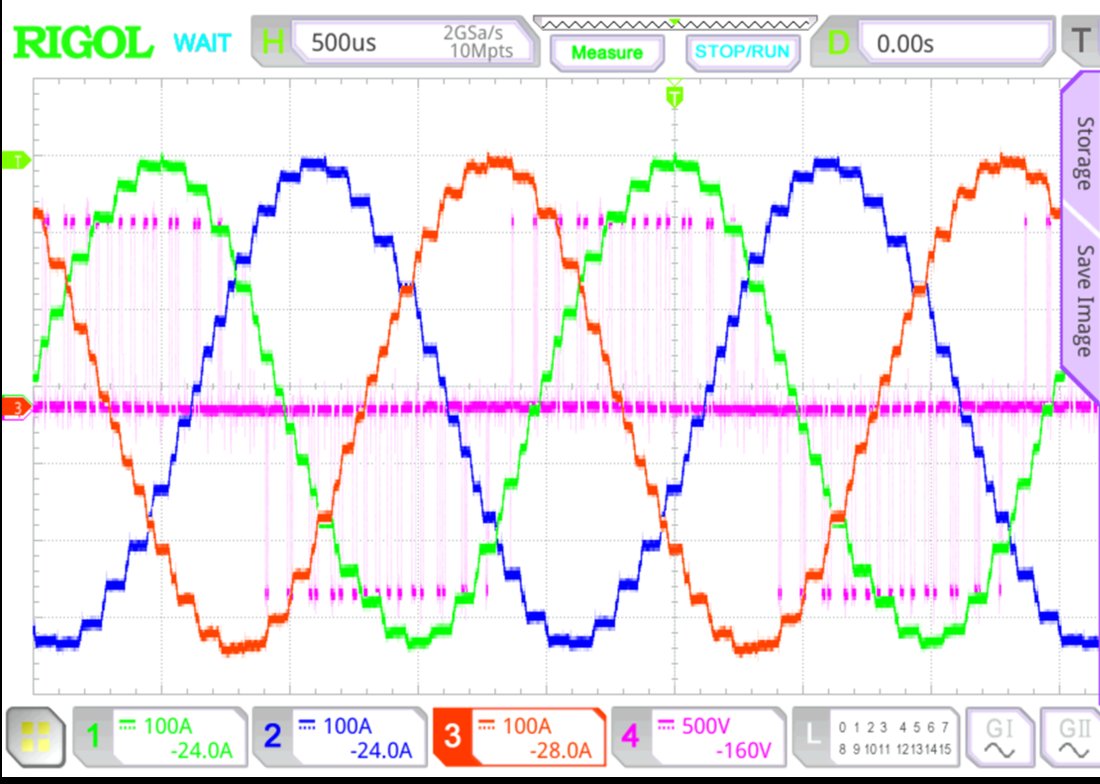 RIGOL WAIT H 500us 2GSa/s 10Mpts Measure STOP/RUN D 0.00s T
T
T
Storage
Save Image
3
1 100A -24.0A 2 100A -24.0A 3 100A -28.0A 4 500V -160V L 0 1 2 3 4 5 6 7 GI GII
8 9 10 11 12 13 14 15